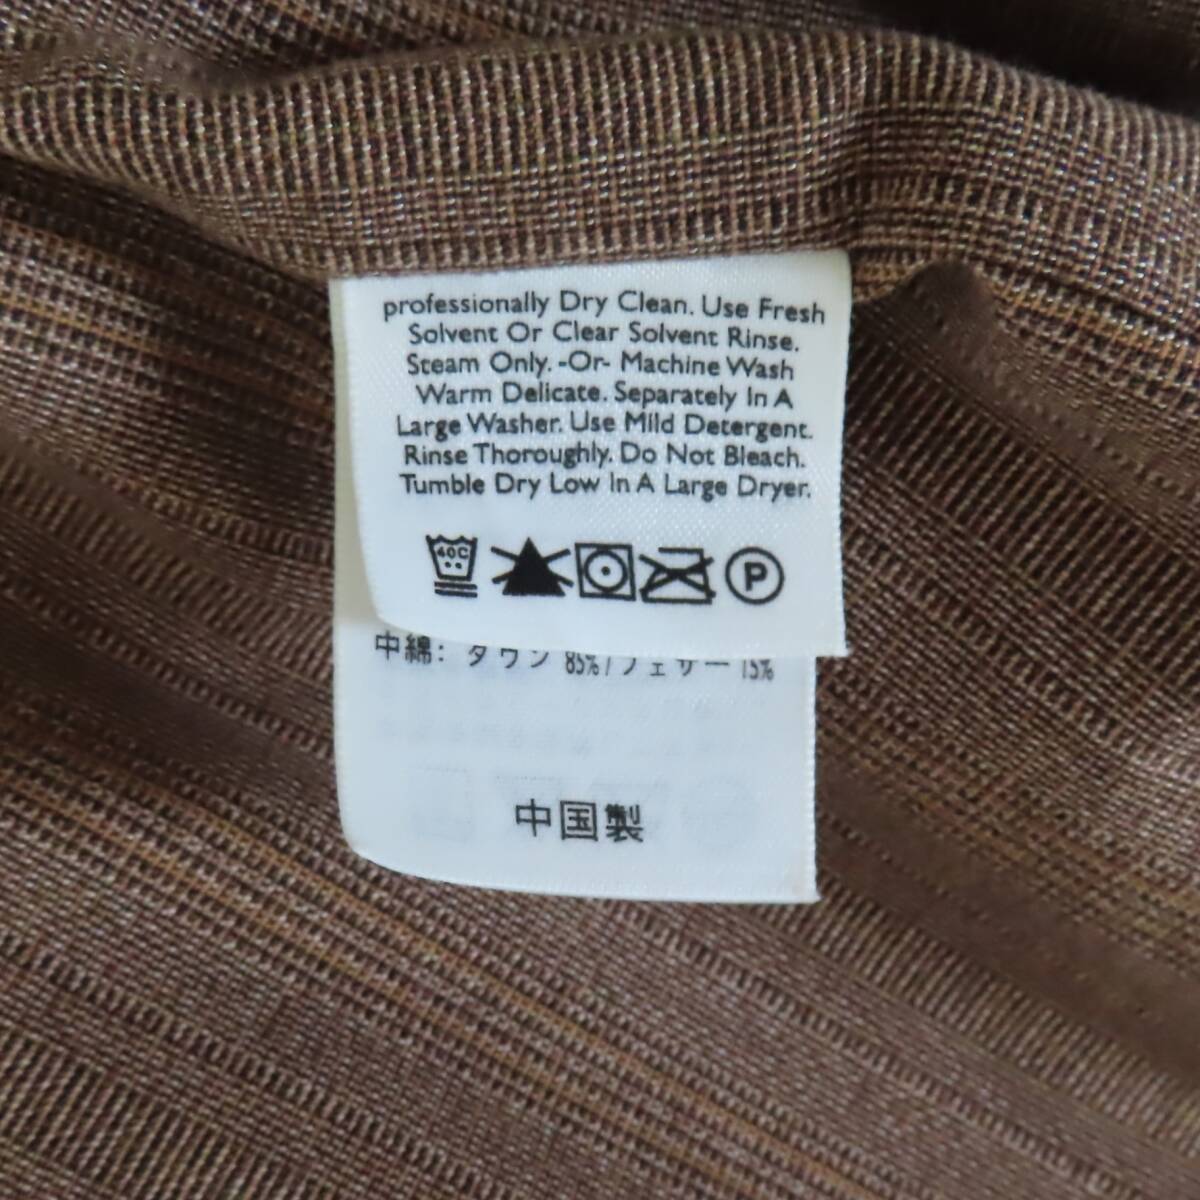 professionally Dry Clean. Use Fresh
Solvent Or Clear Solvent Rinse.
Steam Only. -Or- Machine Wash
Warm Delicate. Separately In A
Large Washer. Use Mild Detergent.
Rinse Thoroughly. Do Not Bleach.
Tumble Dry Low In A Large Dryer.
40C P
中綿: ダウン 85% / フェザー 15%
中国製